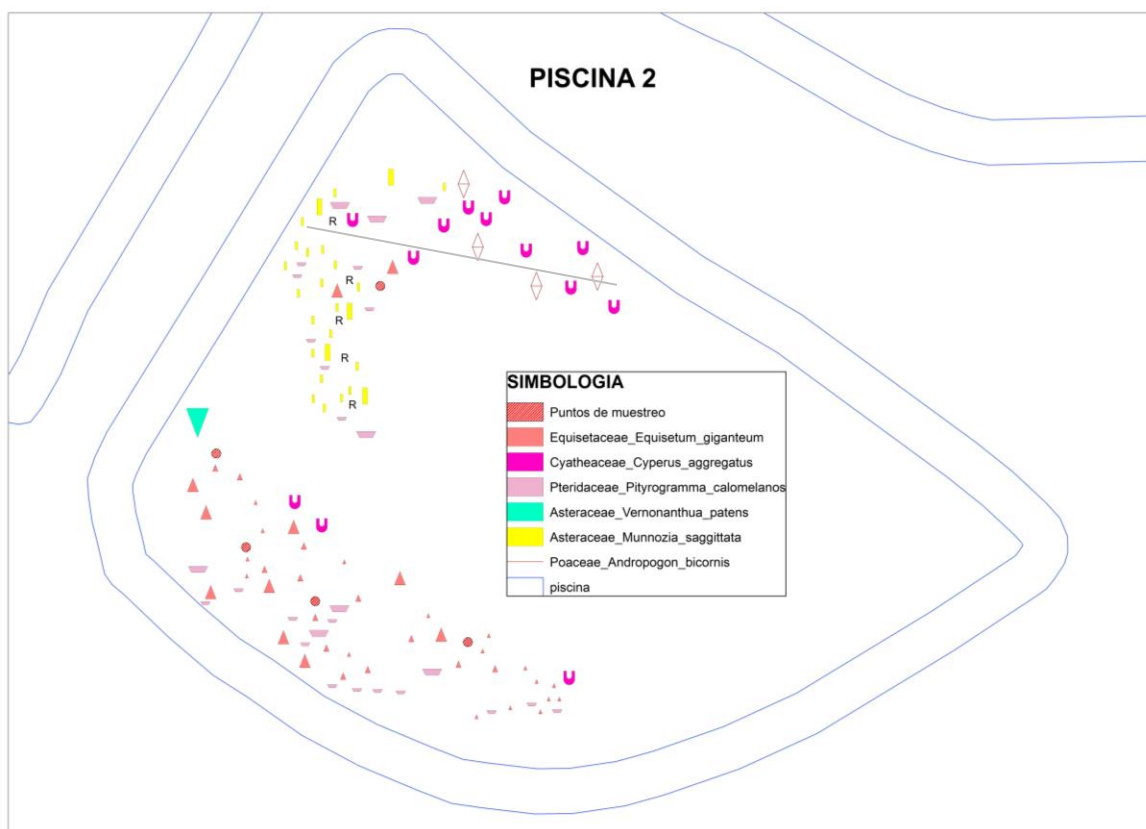 PISCINA 2
R
R
R
R
R
SIMBOLOGIA
Puntos de muestreo
Equisetaceae_Equisetum_giganteum
Cyatheaceae_Cyperus_aggregatus
Pteridaceae_Pityrogramma_calomelanos
Asteraceae_Vernonanthua_patens
Asteraceae_Munnozia_saggittata
Poaceae_Andropogon_bicornis
piscina